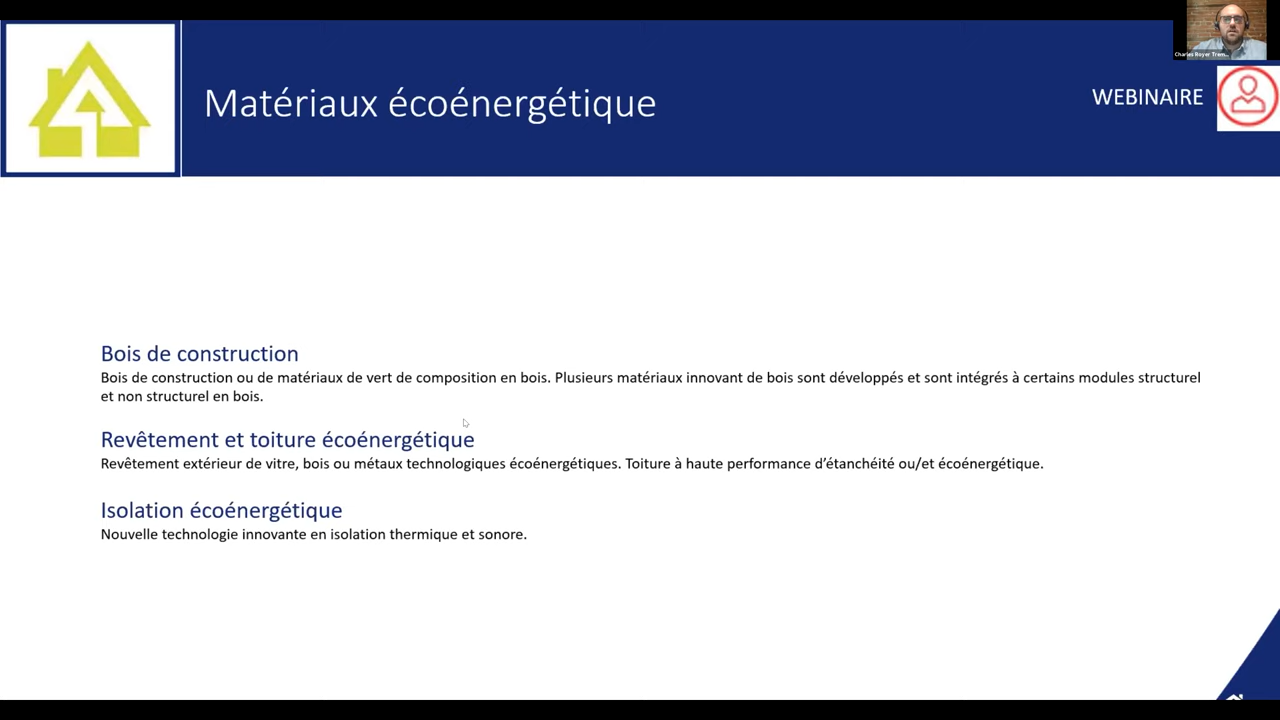 Charles Royer Trem...
Matériaux écoénergétique
WEBINAIRE
Bois de construction
Bois de construction ou de matériaux de vert de composition en bois. Plusieurs matériaux innovant de bois sont développés et sont intégrés à certains modules structurel
et non structurel en bois.
Revêtement et toiture écoénergétique
Revêtement extérieur de vitre, bois ou métaux technologiques écoénergétiques. Toiture à haute performance d’étanchéité ou/et écoénergétique.
Isolation écoénergétique
Nouvelle technologie innovante en isolation thermique et sonore.